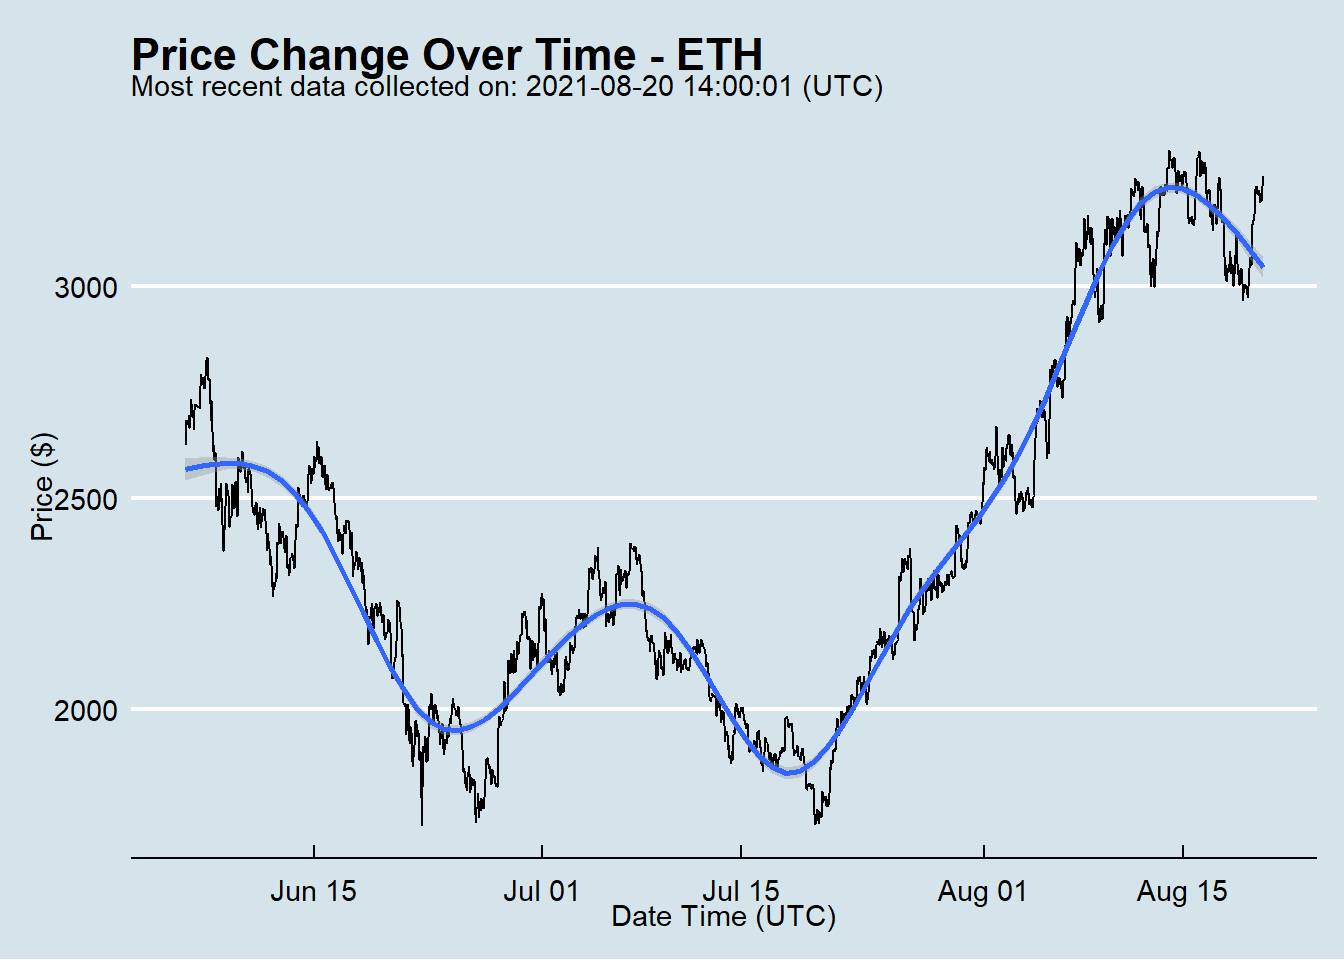 Price Change Over Time - ETH
Most recent data collected on: 2021-08-20 14:00:01 (UTC)
Price ($)
3000
2500
2000
Jun 15
Jul 01
Jul 15
Aug 01
Aug 15
Date Time (UTC)